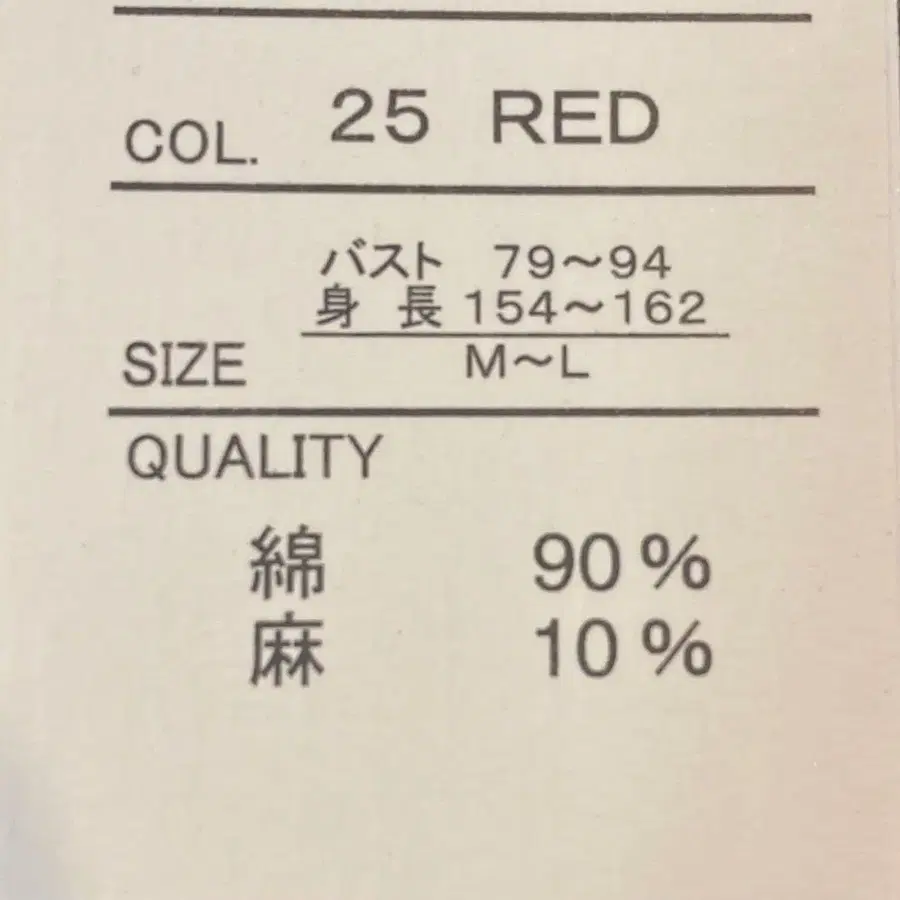 COL. 25 RED
バスト 79～94
身 長 154～162
SIZE M～L
QUALITY
綿 90%
麻 10%